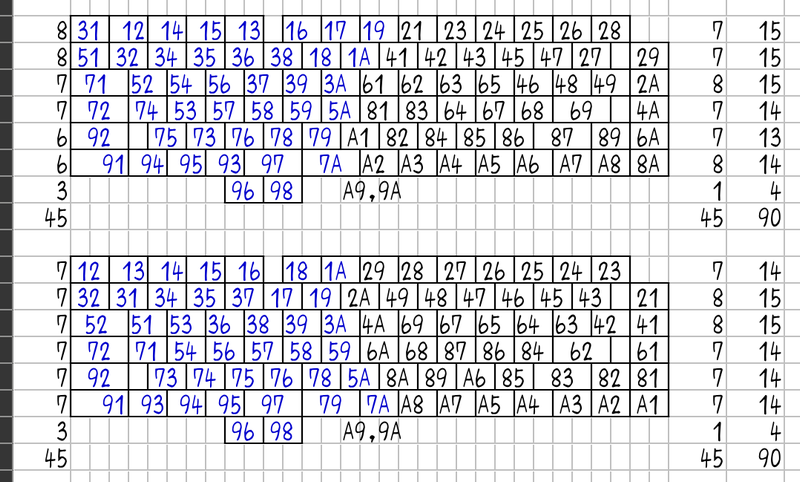 8 31 12 14 15 13 16 17 19 21 23 24 25 26 28 7 15
8 51 32 34 35 36 38 18 1A 41 42 43 45 47 27 29 7 15
7 71 52 54 56 37 39 3A 61 62 63 65 46 48 49 2A 8 15
7 72 74 53 57 58 59 5A 81 83 64 67 68 69 4A 7 14
6 92 75 73 76 78 79 A1 82 84 85 86 87 89 6A 7 13
6 91 94 95 93 97 7A A2 A3 A4 A5 A6 A7 A8 8A 8 14
3 96 98 A9,9A 1 4
45 45 90
7 12 13 14 15 16 18 1A 29 28 27 26 25 24 23 7 14
7 32 31 34 35 37 17 19 2A 49 48 47 46 45 43 21 8 15
7 52 51 53 36 38 39 3A 4A 69 67 65 64 63 42 41 8 15
7 72 71 54 56 57 58 59 6A 68 87 86 84 62 61 7 14
7 92 73 74 75 76 78 5A 8A 89 A6 85 83 82 81 7 14
7 91 93 94 95 97 79 7A A8 A7 A5 A4 A3 A2 A1 7 14
3 96 98 A9,9A 1 4
45 45 90